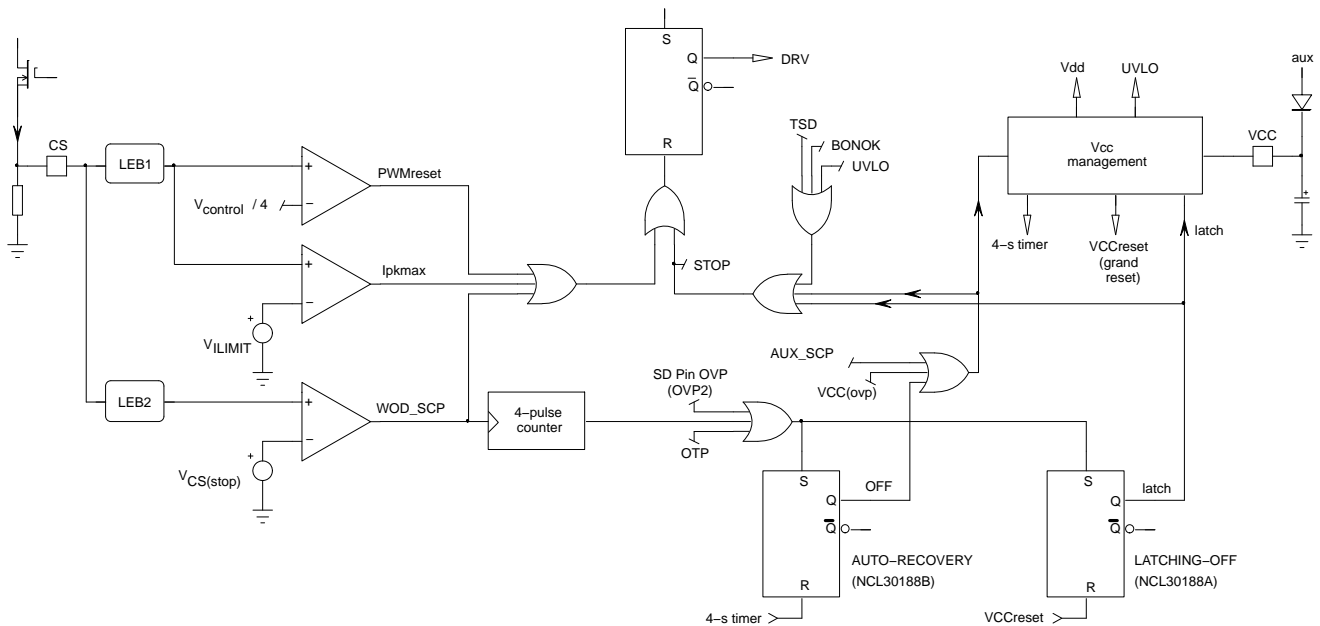 S
Q
DRV
Q
R
aux
Vdd
UVLO
TSD
BONOK
UVLO
VCC
Vcc
management
CS
LEB1
+
PWMreset
Vcontrol / 4
–
4–s timer
VCCreset
(grand
reset)
latch
+
STOP
+
Ipkmax
–
+
VILIMIT
AUX_SCP
VCC(ovp)
SD Pin OVP
(OVP2)
LEB2
+
WOD_SCP
4–pulse
counter
–
OTP
+
VCS(stop)
S
Q
OFF
Q
R
AUTO–RECOVERY
(NCL30188B)
4–s timer
S
Q
latch
Q
R
LATCHING–OFF
(NCL30188A)
VCCreset